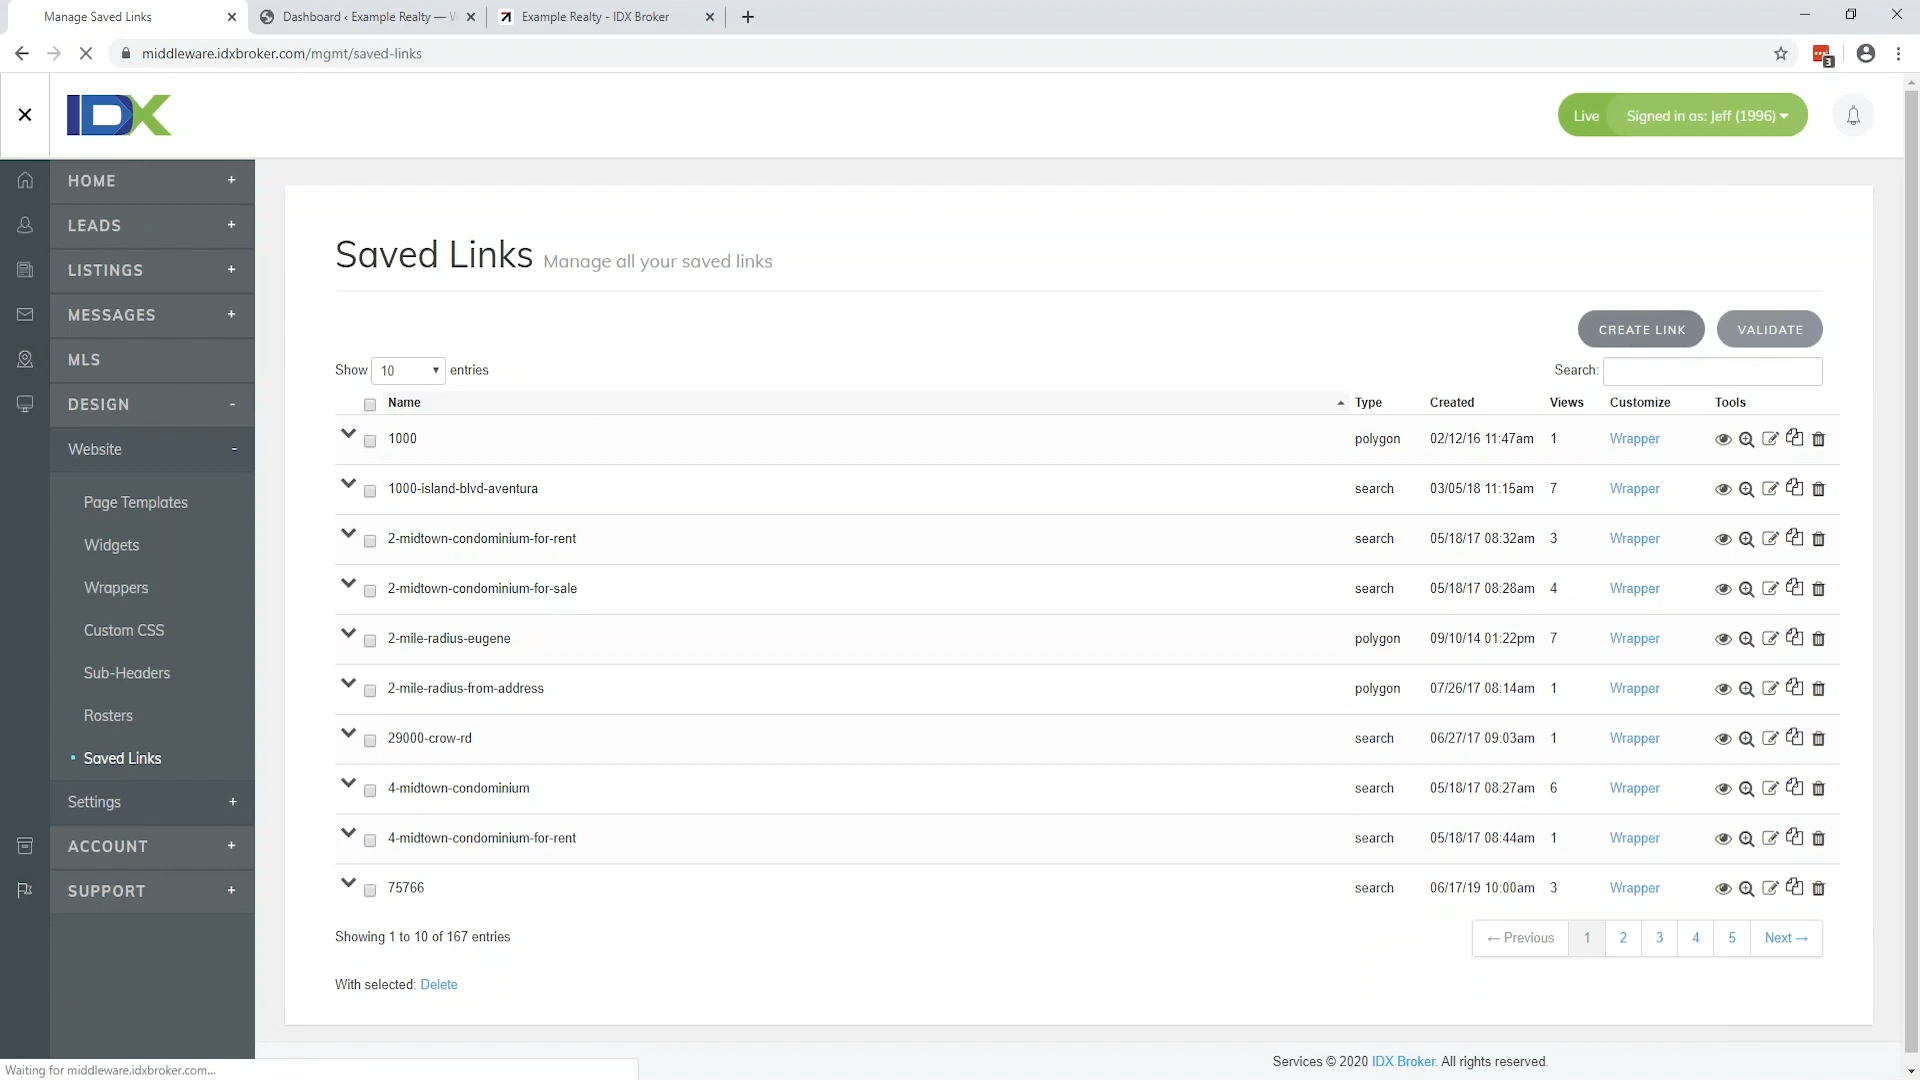 Manage Saved Links
Dashboard ‹ Example Realty — W
Example Realty - IDX Broker
middleware.idxbroker.com/mgmt/saved-links
3
IDX
Live
Signed in as: Jeff (1996)
HOME +
LEADS +
LISTINGS +
MESSAGES +
MLS
DESIGN -
Website -
Page Templates
Widgets
Wrappers
Custom CSS
Sub-Headers
Rosters
• Saved Links
Settings +
ACCOUNT +
SUPPORT +
Saved Links Manage all your saved links
CREATE LINK
VALIDATE
Show 10 entries
Search:
Name Type Created Views Customize Tools
1000 polygon 02/12/16 11:47am 1 Wrapper
1000-island-blvd-aventura search 03/05/18 11:15am 7 Wrapper
2-midtown-condominium-for-rent search 05/18/17 08:32am 3 Wrapper
2-midtown-condominium-for-sale search 05/18/17 08:28am 4 Wrapper
2-mile-radius-eugene polygon 09/10/14 01:22pm 7 Wrapper
2-mile-radius-from-address polygon 07/26/17 08:14am 1 Wrapper
29000-crow-rd search 06/27/17 09:03am 1 Wrapper
4-midtown-condominium search 05/18/17 08:27am 6 Wrapper
4-midtown-condominium-for-rent search 05/18/17 08:44am 1 Wrapper
75766 search 06/17/19 10:00am 3 Wrapper
Showing 1 to 10 of 167 entries
← Previous 1 2 3 4 5 Next →
With selected: Delete
Services © 2020 IDX Broker. All rights reserved.
Waiting for middleware.idxbroker.com...